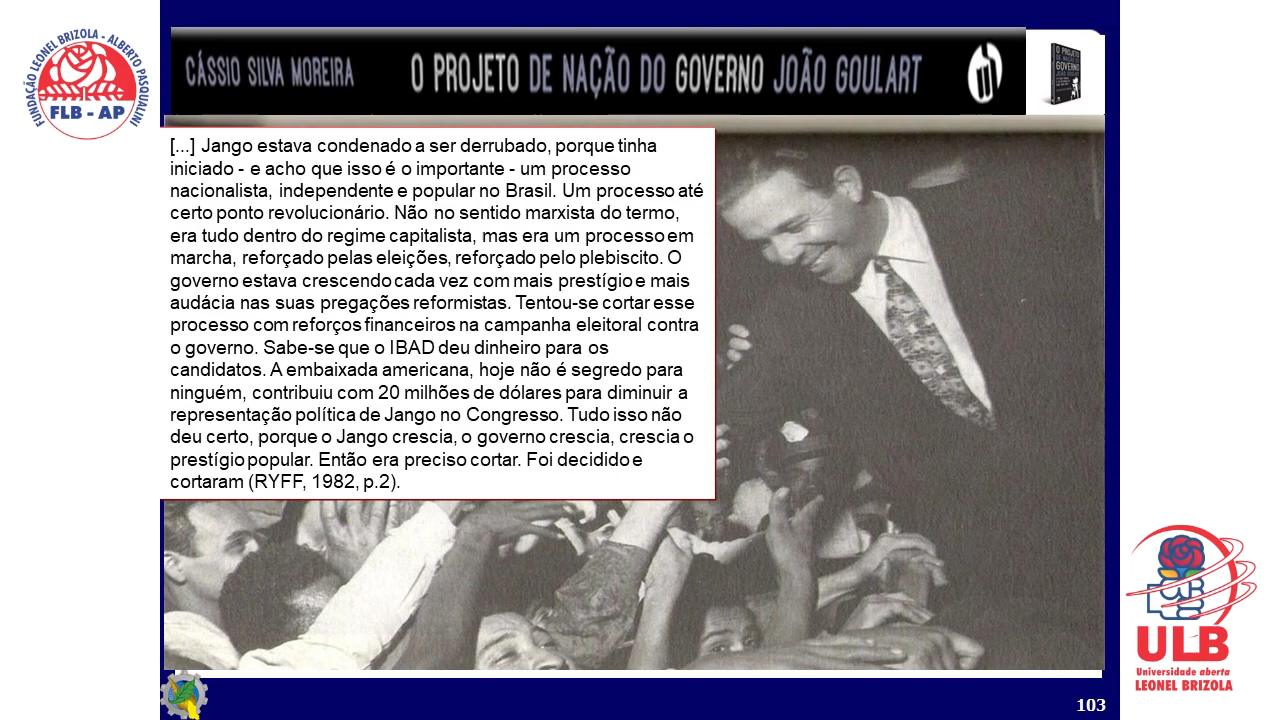 FUNDAÇÃO LEONEL BRIZOLA - ALBERTO PASQUALINI
FLB - AP
CÁSSIO SILVA MOREIRA
O PROJETO DE NAÇÃO DO GOVERNO JOÃO GOULART
O PROJETO
DE NAÇÃO DO
GOVERNO
JOÃO GOULART
[...] Jango estava condenado a ser derrubado, porque tinha
iniciado - e acho que isso é o importante - um processo
nacionalista, independente e popular no Brasil. Um processo até
certo ponto revolucionário. Não no sentido marxista do termo,
era tudo dentro do regime capitalista, mas era um processo em
marcha, reforçado pelas eleições, reforçado pelo plebiscito. O
governo estava crescendo cada vez com mais prestígio e mais
audácia nas suas pregações reformistas. Tentou-se cortar esse
processo com reforços financeiros na campanha eleitoral contra
o governo. Sabe-se que o IBAD deu dinheiro para os
candidatos. A embaixada americana, hoje não é segredo para
ninguém, contribuiu com 20 milhões de dólares para diminuir a
representação política de Jango no Congresso. Tudo isso não
deu certo, porque o Jango crescia, o governo crescia, crescia o
prestígio popular. Então era preciso cortar. Foi decidido e
cortaram (RYFF, 1982, p.2).
ULB
Universidade aberta
LEONEL BRIZOLA
103